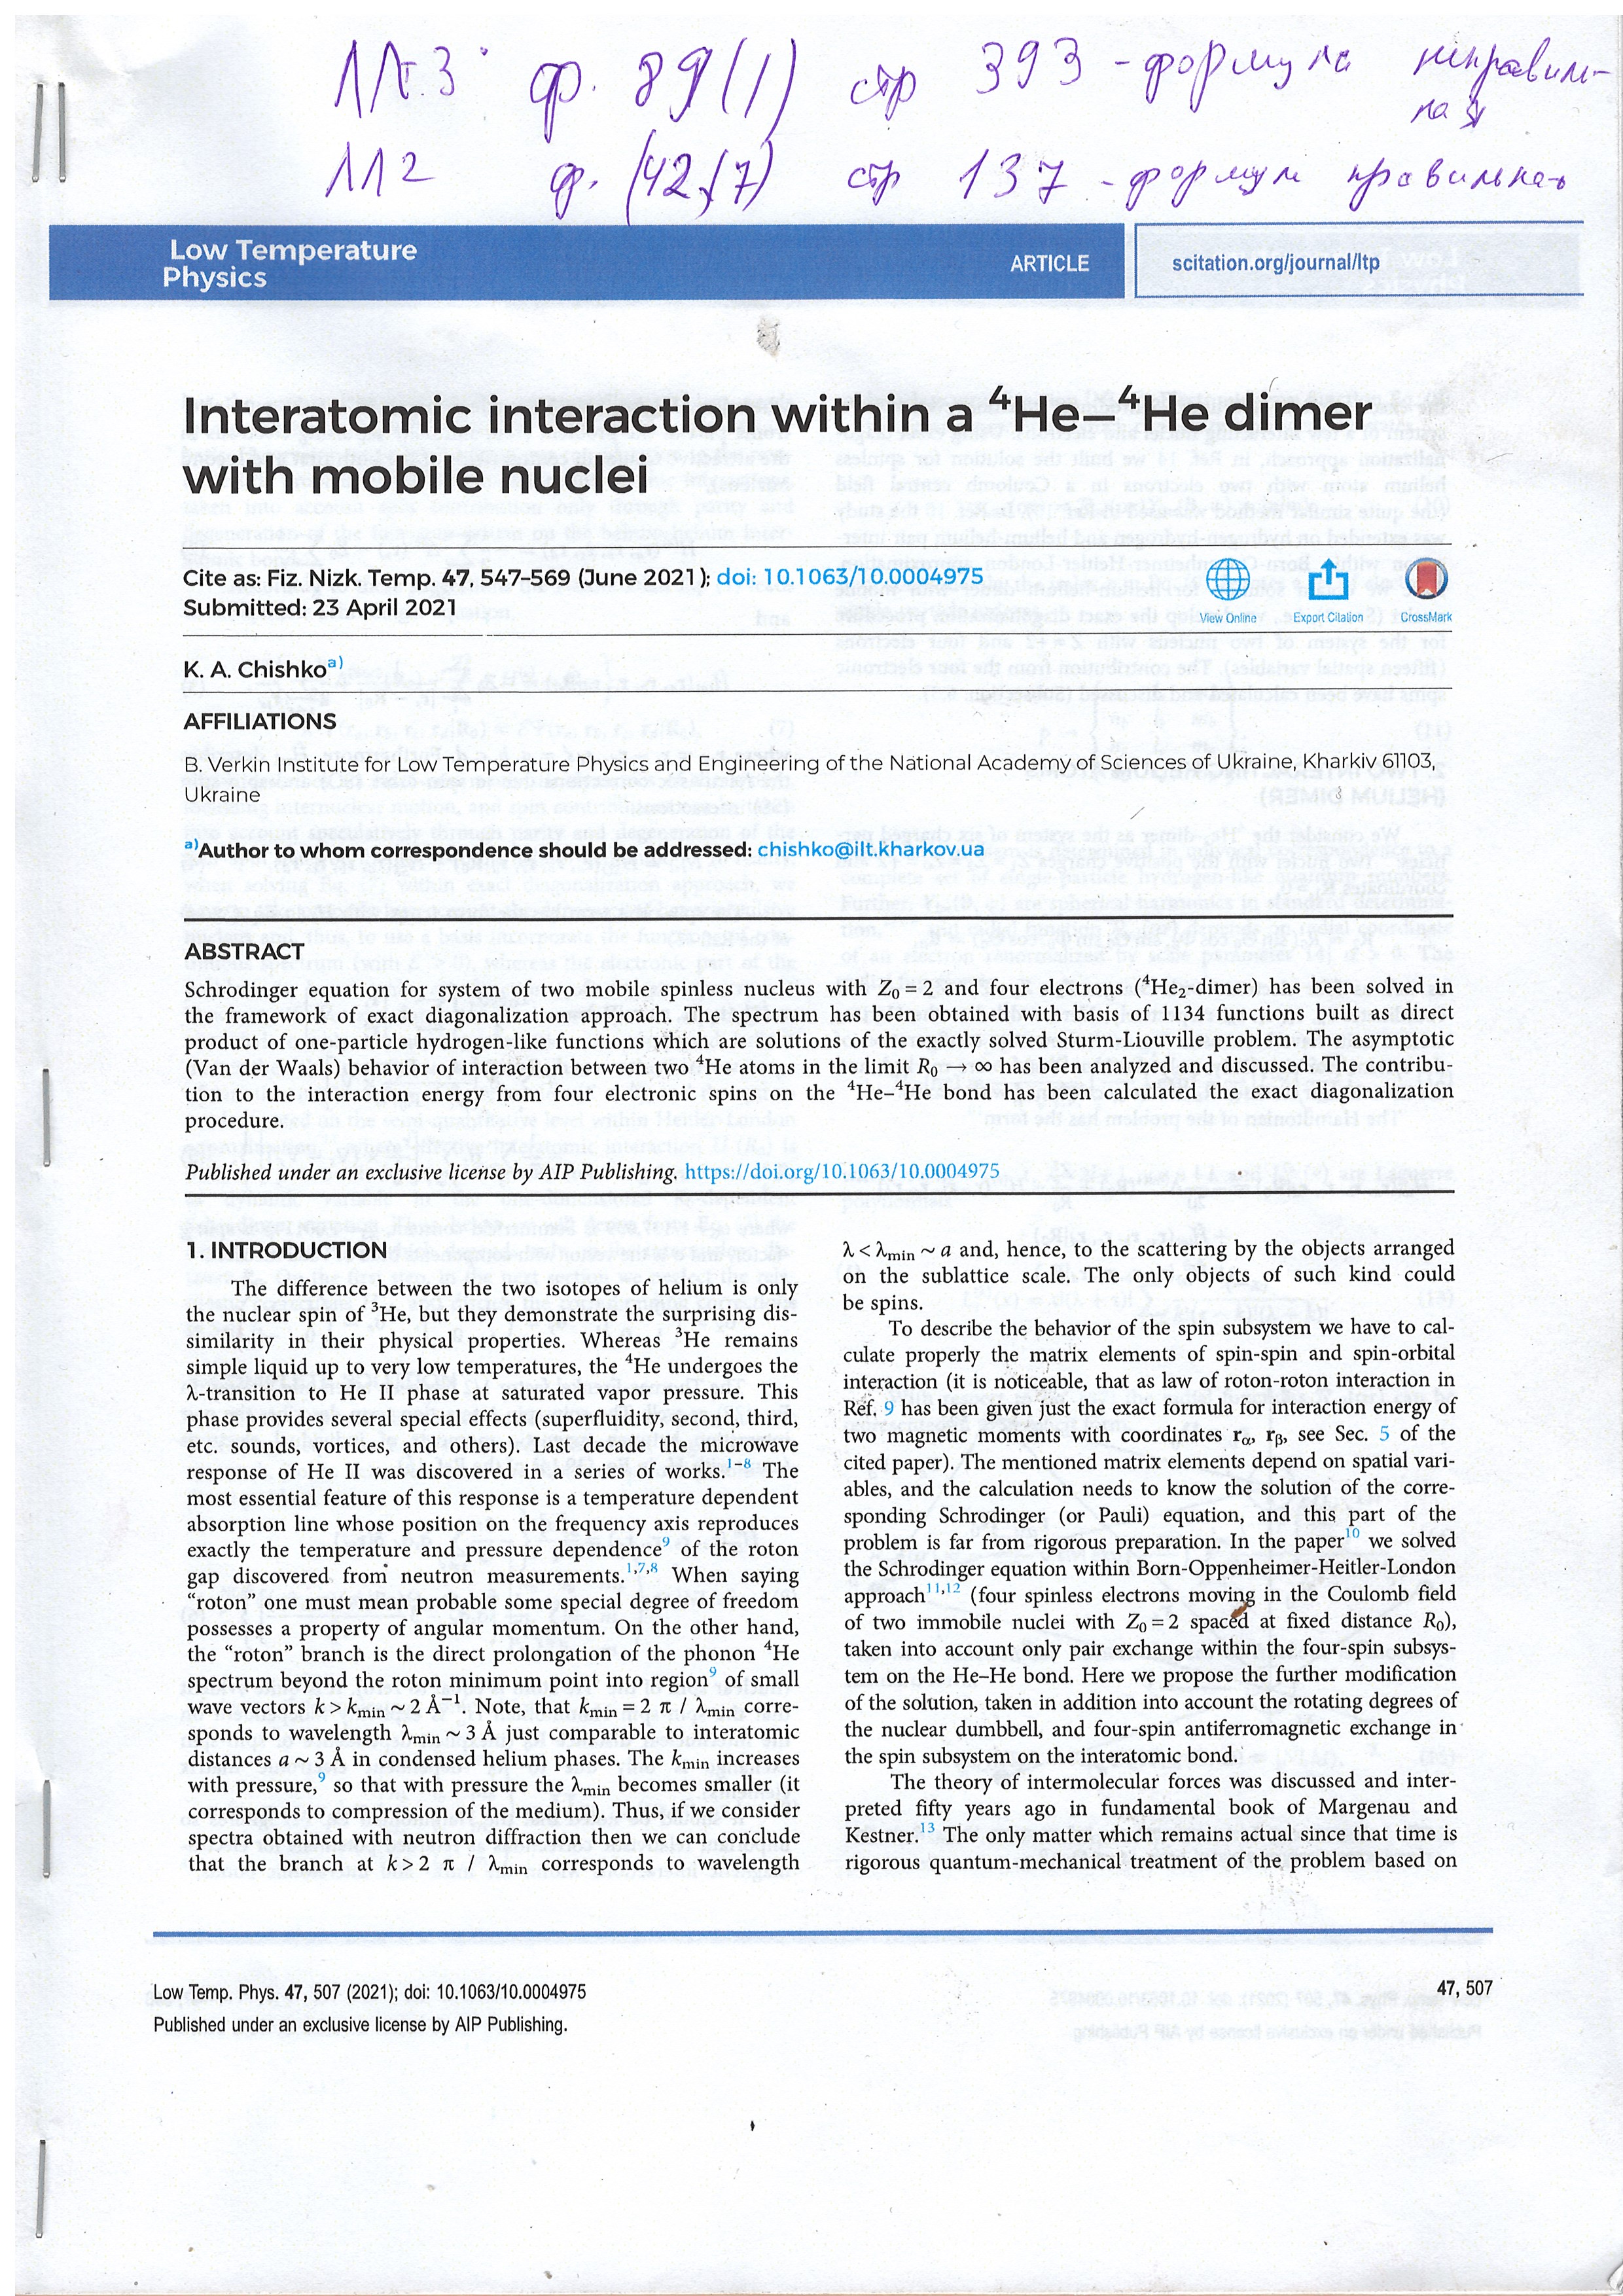 ЛЛ.3 ф. 89(1) стр 393 - формула неправиль-
ная
ЛЛ2 ф. (42,7) стр 137 - формула правильная
Low Temperature
Physics
ARTICLE
scitation.org/journal/ltp
Interatomic interaction within a ⁴He–⁴He dimer
with mobile nuclei
Cite as: Fiz. Nizk. Temp. 47, 547–569 (June 2021); doi: 10.1063/10.0004975
Submitted: 23 April 2021
View Online
Export Citation
CrossMark
K. A. Chishkoᵃ⁾
AFFILIATIONS
B. Verkin Institute for Low Temperature Physics and Engineering of the National Academy of Sciences of Ukraine, Kharkiv 61103,
Ukraine
ᵃ⁾Author to whom correspondence should be addressed: chishko@ilt.kharkov.ua
ABSTRACT
Schrodinger equation for system of two mobile spinless nucleus with Z₀ = 2 and four electrons (⁴He₂-dimer) has been solved in
the framework of exact diagonalization approach. The spectrum has been obtained with basis of 1134 functions built as direct
product of one-particle hydrogen-like functions which are solutions of the exactly solved Sturm-Liouville problem. The asymptotic
(Van der Waals) behavior of interaction between two ⁴He atoms in the limit R₀ → ∞ has been analyzed and discussed. The contribu-
tion to the interaction energy from four electronic spins on the ⁴He–⁴He bond has been calculated the exact diagonalization
procedure.
Published under an exclusive license by AIP Publishing. https://doi.org/10.1063/10.0004975
1. INTRODUCTION
The difference between the two isotopes of helium is only
the nuclear spin of ³He, but they demonstrate the surprising dis-
similarity in their physical properties. Whereas ³He remains
simple liquid up to very low temperatures, the ⁴He undergoes the
λ-transition to He II phase at saturated vapor pressure. This
phase provides several special effects (superfluidity, second, third,
etc. sounds, vortices, and others). Last decade the microwave
response of He II was discovered in a series of works.¹⁻⁸ The
most essential feature of this response is a temperature dependent
absorption line whose position on the frequency axis reproduces
exactly the temperature and pressure dependence⁹ of the roton
gap discovered from neutron measurements.¹,⁷,⁸ When saying
“roton” one must mean probable some special degree of freedom
possesses a property of angular momentum. On the other hand,
the “roton” branch is the direct prolongation of the phonon ⁴He
spectrum beyond the roton minimum point into region⁹ of small
wave vectors k > kmin ~ 2 Å⁻¹. Note, that kmin = 2 π / λmin corre-
sponds to wavelength λmin ~ 3 Å just comparable to interatomic
distances a ~ 3 Å in condensed helium phases. The kmin increases
with pressure,⁹ so that with pressure the λmin becomes smaller (it
corresponds to compression of the medium). Thus, if we consider
spectra obtained with neutron diffraction then we can conclude
that the branch at k > 2 π / λmin corresponds to wavelength
λ < λmin ~ a and, hence, to the scattering by the objects arranged
on the sublattice scale. The only objects of such kind could
be spins.
To describe the behavior of the spin subsystem we have to cal-
culate properly the matrix elements of spin-spin and spin-orbital
interaction (it is noticeable, that as law of roton-roton interaction in
Ref. 9 has been given just the exact formula for interaction energy of
two magnetic moments with coordinates rα, rβ, see Sec. 5 of the
cited paper). The mentioned matrix elements depend on spatial vari-
ables, and the calculation needs to know the solution of the corre-
sponding Schrodinger (or Pauli) equation, and this part of the
problem is far from rigorous preparation. In the paper¹⁰ we solved
the Schrodinger equation within Born-Oppenheimer-Heitler-London
approach¹¹,¹² (four spinless electrons moving in the Coulomb field
of two immobile nuclei with Z₀ = 2 spaced at fixed distance R₀),
taken into account only pair exchange within the four-spin subsys-
tem on the He–He bond. Here we propose the further modification
of the solution, taken in addition into account the rotating degrees of
the nuclear dumbbell, and four-spin antiferromagnetic exchange in
the spin subsystem on the interatomic bond.
The theory of intermolecular forces was discussed and inter-
preted fifty years ago in fundamental book of Margenau and
Kestner.¹³ The only matter which remains actual since that time is
rigorous quantum-mechanical treatment of the problem based on
Low Temp. Phys. 47, 507 (2021); doi: 10.1063/10.0004975
47, 507
Published under an exclusive license by AIP Publishing.